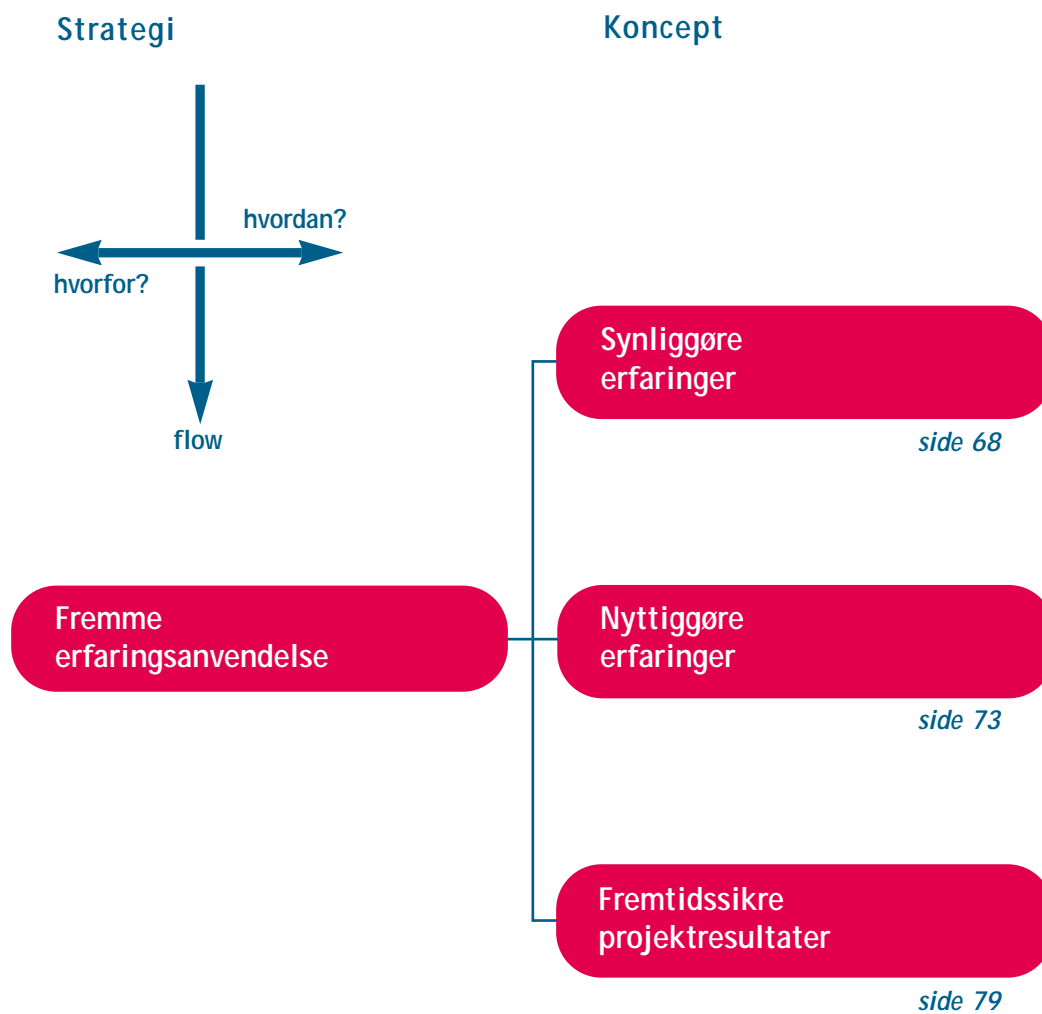 Strategi
Koncept
hvordan?
hvorfor?
flow
Synliggøre
erfaringer
side 68
Fremme
erfaringsanvendelse
Nyttiggøre
erfaringer
side 73
Fremtidssikre
projektresultater
side 79